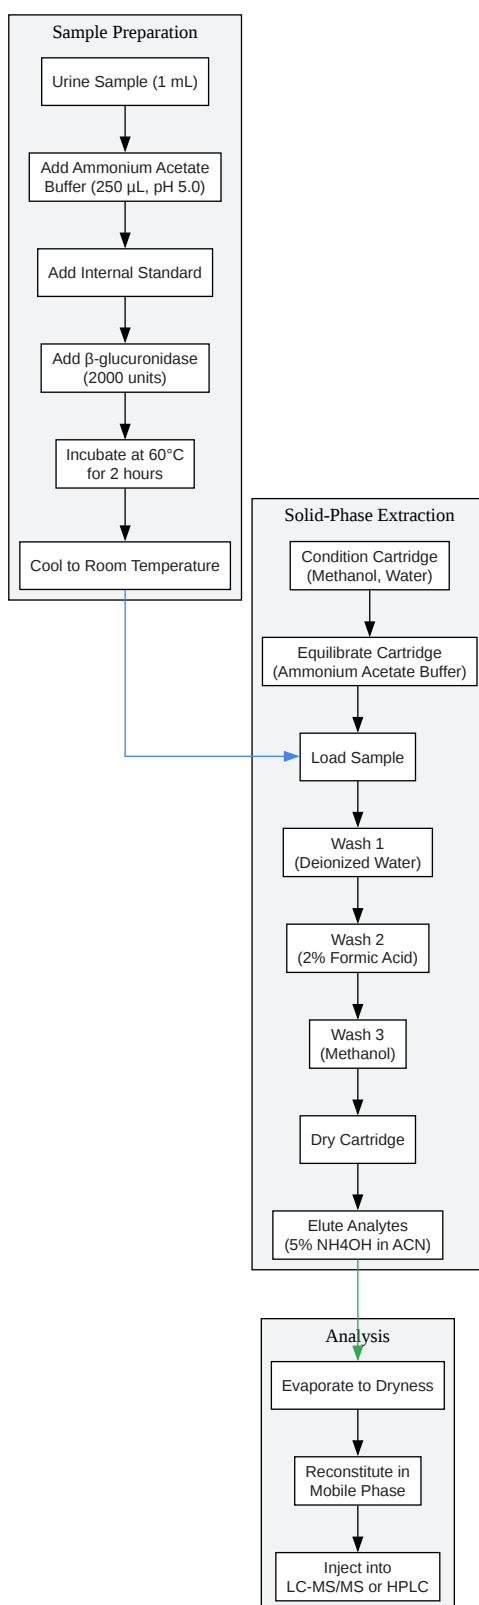 Sample Preparation
Urine Sample (1 mL)
Add Ammonium Acetate
Buffer (250 µL, pH 5.0)
Add Internal Standard
Add β-glucuronidase
(2000 units)
Incubate at 60°C
for 2 hours
Cool to Room Temperature
Solid-Phase Extraction
Condition Cartridge
(Methanol, Water)
Equilibrate Cartridge
(Ammonium Acetate Buffer)
Load Sample
Wash 1
(Deionized Water)
Wash 2
(2% Formic Acid)
Wash 3
(Methanol)
Dry Cartridge
Elute Analytes
(5% NH4OH in ACN)
Analysis
Evaporate to Dryness
Reconstitute in
Mobile Phase
Inject into
LC-MS/MS or HPLC